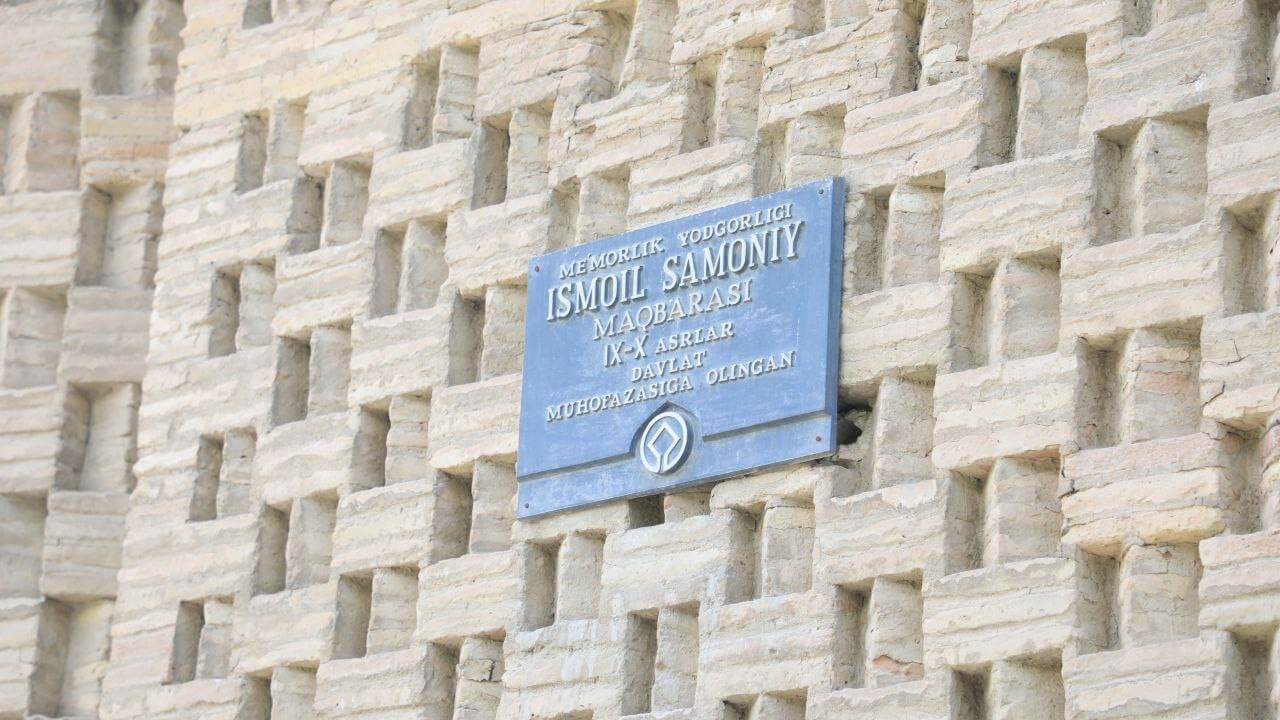 ME'MORLIK YODGORLIGI
ISMOIL SAMONIY
MAQBARASI
IX-X ASRLAR
DAVLAT
MUHOFAZASIGA OLINGAN